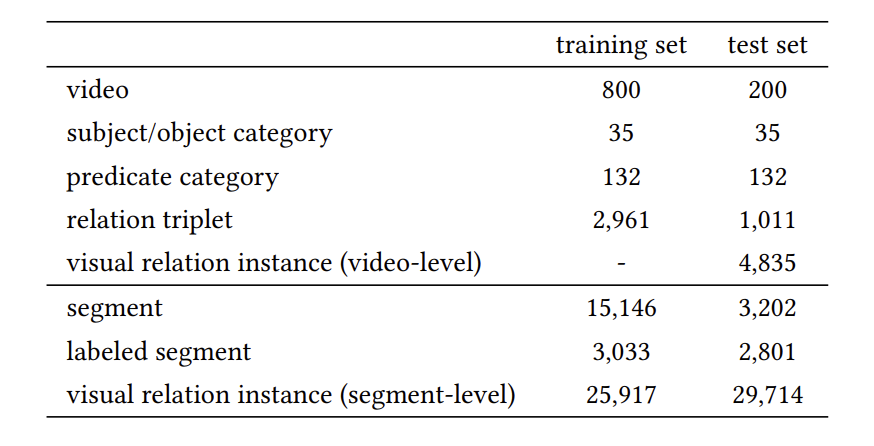 training set test set
video 800 200
subject/object category 35 35
predicate category 132 132
relation triplet 2,961 1,011
visual relation instance (video-level) - 4,835
segment 15,146 3,202
labeled segment 3,033 2,801
visual relation instance (segment-level) 25,917 29,714